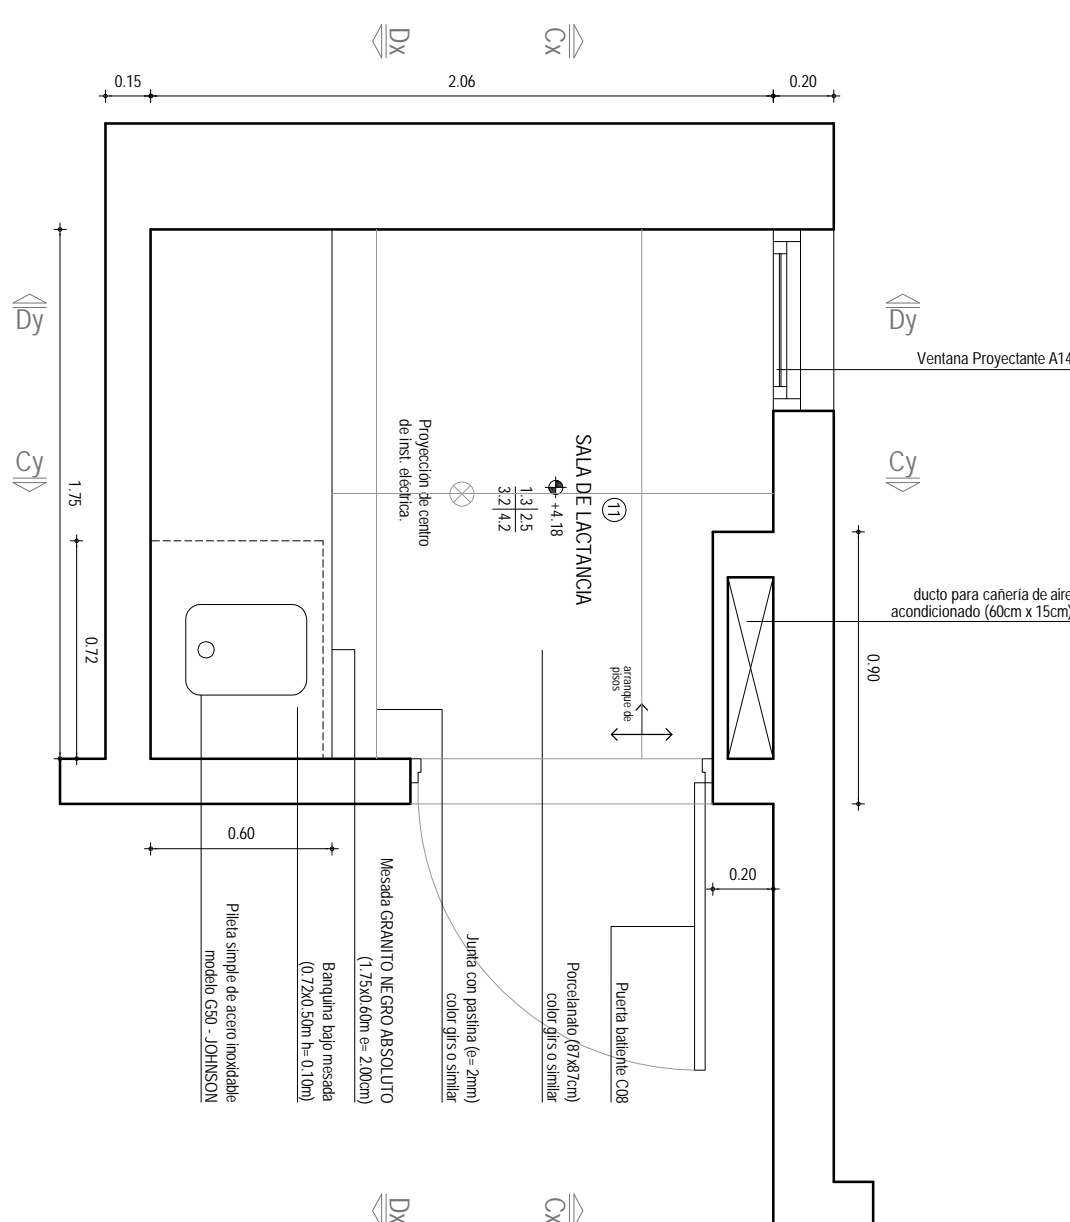 Dx
Cx
0.15
2.06
0.20
Dy
Dy
Ventana Proyectante A14
Cy
Cy
Proyección de centro
de inst. eléctrica.
SALA DE LACTANCIA
11
+4.18
1.3 2.5
3.2 4.2
1.75
0.72
ducto para cañería de aire
acondicionado (60cm x 15cm)
0.90
arranque de
pisos
0.60
0.20
Puerta batiente C08
Porcelanato (87x87cm)
color girs o similar
Junta con pastina (e= 2mm)
color girs o similar
Mesada GRANITO NEGRO ABSOLUTO
(1.75x0.60m e= 2.00cm)
Banquina bajo mesada
(0.72x0.50m h= 0.10m)
Pileta simple de acero inoxidable
modelo G50 - JOHNSON
Dx
Cx